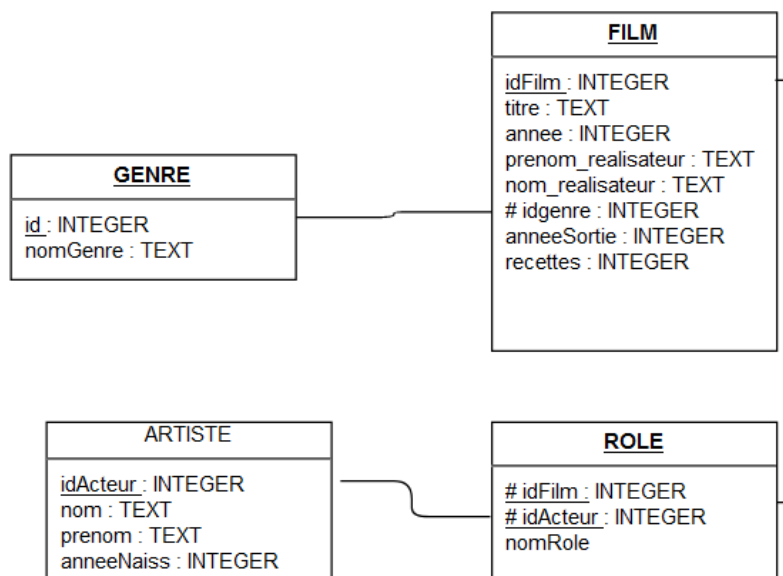 FILM
idFilm : INTEGER
titre : TEXT
annee : INTEGER
prenom_realisateur : TEXT
nom_realisateur : TEXT
# idgenre : INTEGER
anneeSortie : INTEGER
recettes : INTEGER
GENRE
id : INTEGER
nomGenre : TEXT
ARTISTE
idActeur : INTEGER
nom : TEXT
prenom : TEXT
anneeNaiss : INTEGER
ROLE
# idFilm : INTEGER
# idActeur : INTEGER
nomRole